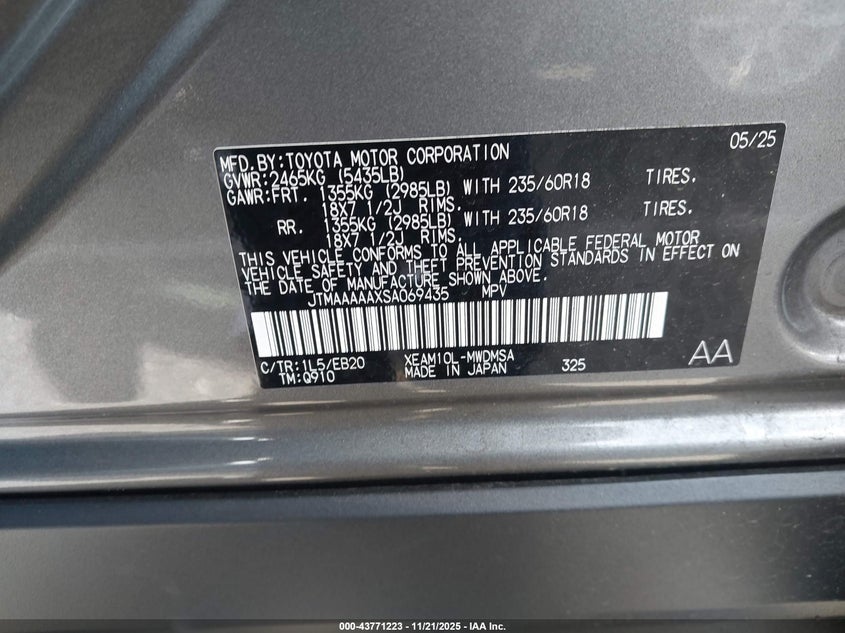 05/25
MFD.BY:TOYOTA MOTOR CORPORATION
GVWR:2465KG (5435LB)
GAWR:FRT. 1355KG (2985LB) WITH 235/60R18 TIRES.
18X7 1/2J RIMS.
RR. 1355KG (2985LB) WITH 235/60R18 TIRES.
18X7 1/2J RIMS.
THIS VEHICLE CONFORMS TO ALL APPLICABLE FEDERAL MOTOR
VEHICLE SAFETY AND THEFT PREVENTION STANDARDS IN EFFECT ON
THE DATE OF MANUFACTURE SHOWN ABOVE.
JTMAAAAAXSA069435 MPV
C/TR:1L5/EB20 XEAM10L-MWDMSA
TM:Q910 MADE IN JAPAN 325
AA
000-43771223 - 11/21/2025 - IAA Inc.